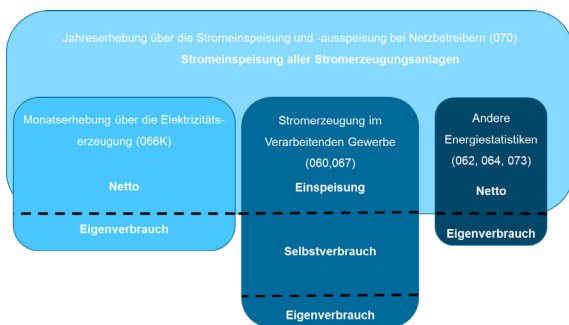 Jahreserhebung über die Stromeinspeisung und -ausspeisung bei Netzbetreibern (070)
Stromeinspeisung aller Stromerzeugungsanlagen
Monatserhebung über die Elektrizitäts-
erzeugung (066K)
Netto
Eigenverbrauch
Stromerzeugung im
Verarbeitenden Gewerbe
(060,067)
Einspeisung
Selbstverbrauch
Eigenverbrauch
Andere
Energiestatistiken
(062, 064, 073)
Netto
Eigenverbrauch